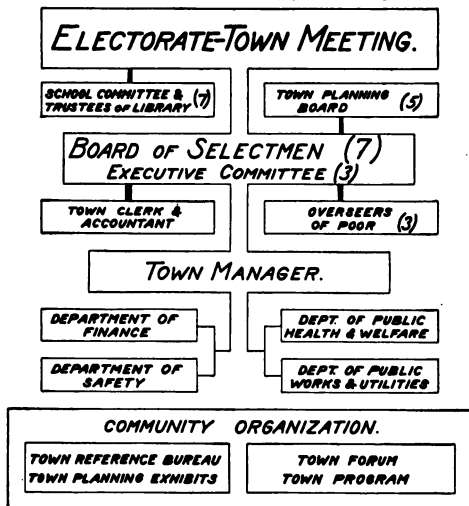 ELECTORATE-TOWN MEETING.
SCHOOL COMMITTEE &
TRUSTEES OF LIBRARY (7)
TOWN PLANNING
BOARD (5)
BOARD OF SELECTMEN (7)
EXECUTIVE COMMITTEE (3)
TOWN CLERK &
ACCOUNTANT
OVERSEERS
OF POOR (3)
TOWN MANAGER.
DEPARTMENT OF
FINANCE
DEPT. OF PUBLIC
HEALTH & WELFARE
DEPARTMENT OF
SAFETY
DEPT. OF PUBLIC
WORKS & UTILITIES
COMMUNITY ORGANIZATION.
TOWN REFERENCE BUREAU
TOWN PLANNING EXHIBITS
TOWN FORUM
TOWN PROGRAM